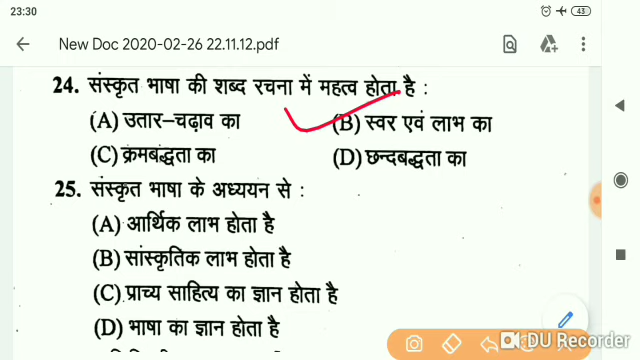 23:30
43
New Doc 2020-02-26 22.11.12.pdf
24. संस्कृत भाषा की शब्द रचना में महत्व होता है :
(A) उतार-चढ़ाव का (B) स्वर एवं लाभ का
(C) क्रमबद्धता का (D) छन्दबद्धता का
25. संस्कृत भाषा के अध्ययन से :
(A) आर्थिक लाभ होता है
(B) सांस्कृतिक लाभ होता है
(C) प्राच्य साहित्य का ज्ञान होता है
(D) भाषा का ज्ञान होता है
DU Recorder